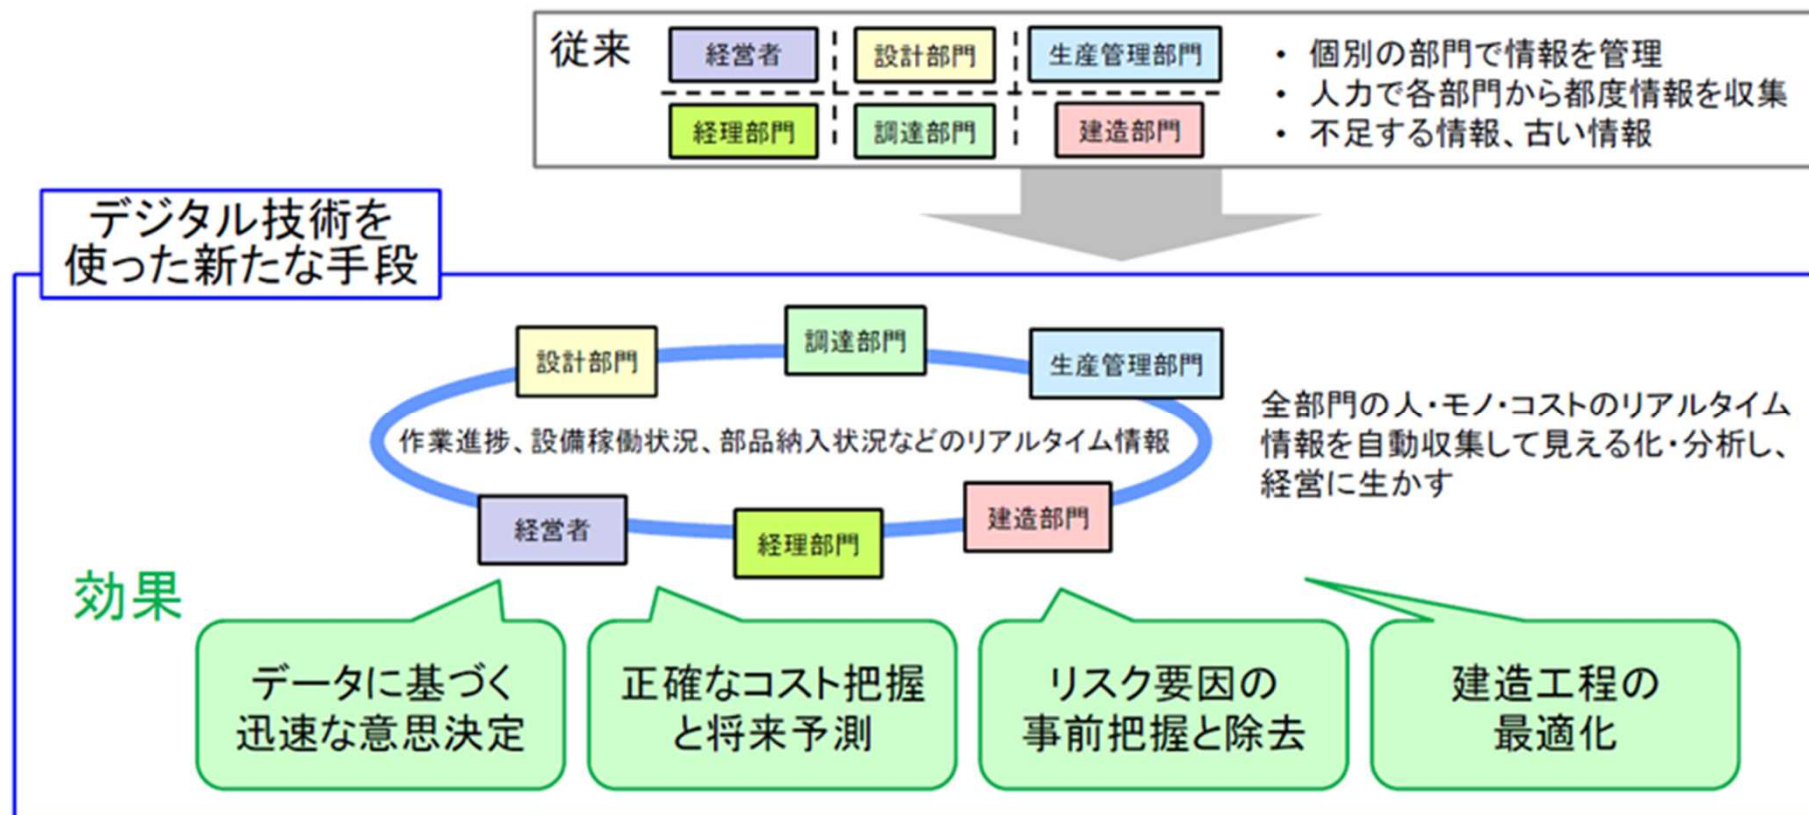 従来
経営者
設計部門
生産管理部門
経理部門
調達部門
建造部門
・ 個別の部門で情報を管理
・ 人力で各部門から都度情報を収集
・ 不足する情報、古い情報
デジタル技術を
使った新たな手段
設計部門
調達部門
生産管理部門
作業進捗、設備稼働状況、部品納入状況などのリアルタイム情報
経営者
経理部門
建造部門
全部門の人・モノ・コストのリアルタイム
情報を自動収集して見える化・分析し、
経営に生かす
効果
データに基づく
迅速な意思決定
正確なコスト把握
と将来予測
リスク要因の
事前把握と除去
建造工程の
最適化